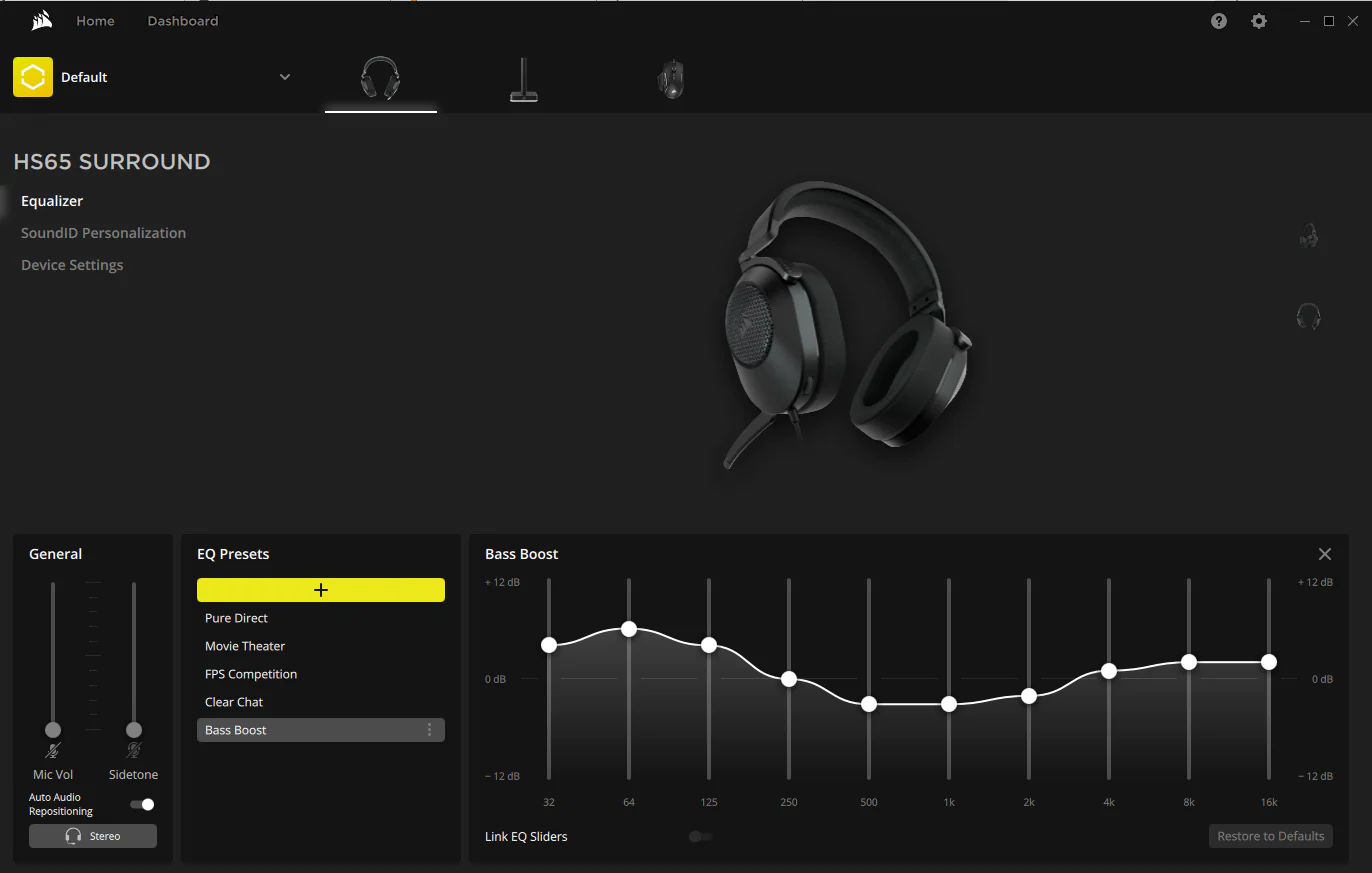 Home
Dashboard
Default
HS65 SURROUND
Equalizer
SoundID Personalization
Device Settings
General
Mic Vol
Sidetone
Auto Audio
Repositioning
Stereo
EQ Presets
+
Pure Direct
Movie Theater
FPS Competition
Clear Chat
Bass Boost
Bass Boost
+ 12 dB
+ 12 dB
0 dB
0 dB
− 12 dB
− 12 dB
32 64 125 250 500 1k 2k 4k 8k 16k
Link EQ Sliders
Restore to Defaults